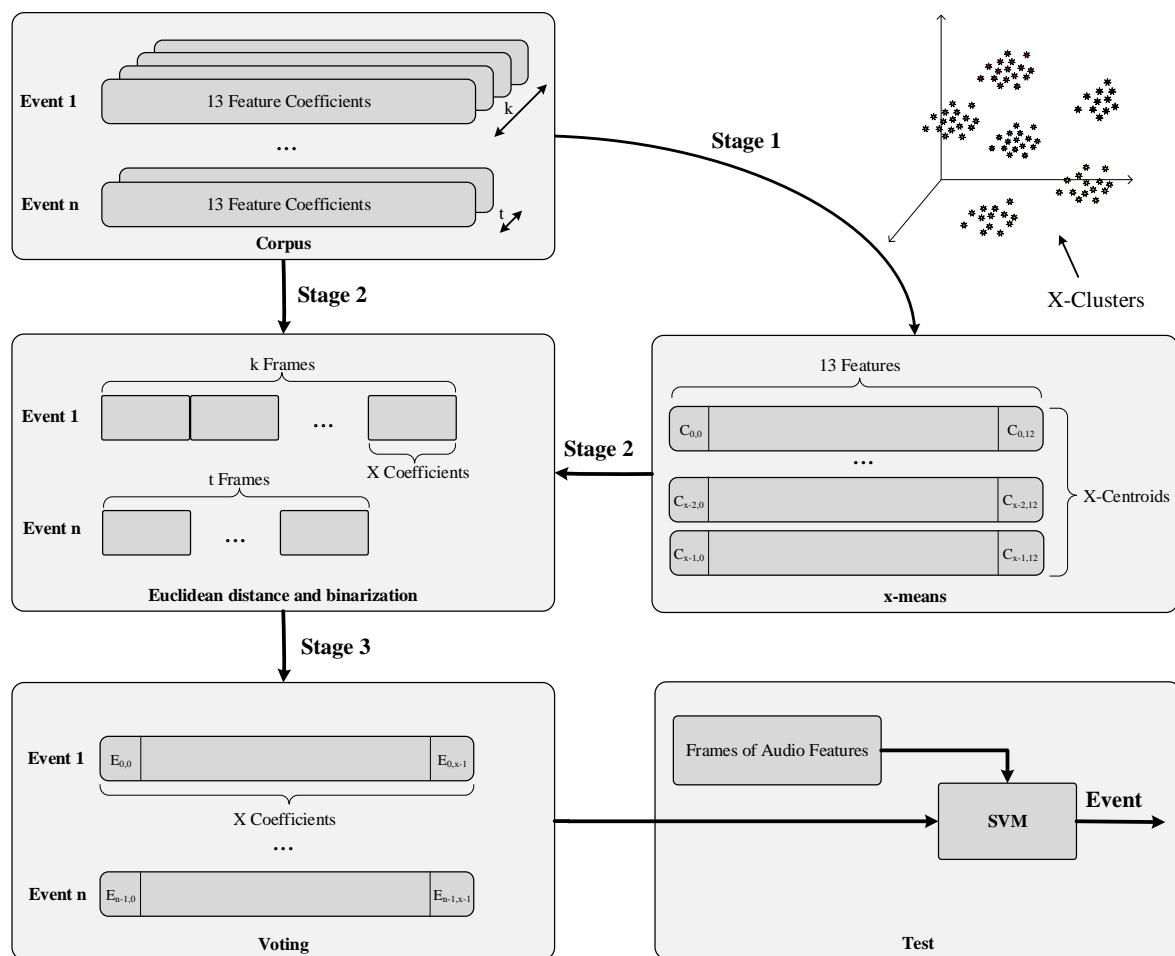 Event 1
13 Feature Coefficients
k
...
Event n
13 Feature Coefficients
t
Corpus
Stage 1
X-Clusters
Stage 2
k Frames
Event 1
...
X Coefficients
t Frames
Event n
...
Euclidean distance and binarization
Stage 2
13 Features
C0,0
C0,12
...
Cx-2,0
Cx-2,12
X-Centroids
Cx-1,0
Cx-1,12
x-means
Stage 3
Event 1
E0,0
E0,x-1
X Coefficients
...
Event n
En-1,0
En-1,x-1
Voting
Frames of Audio Features
SVM
Event
Test